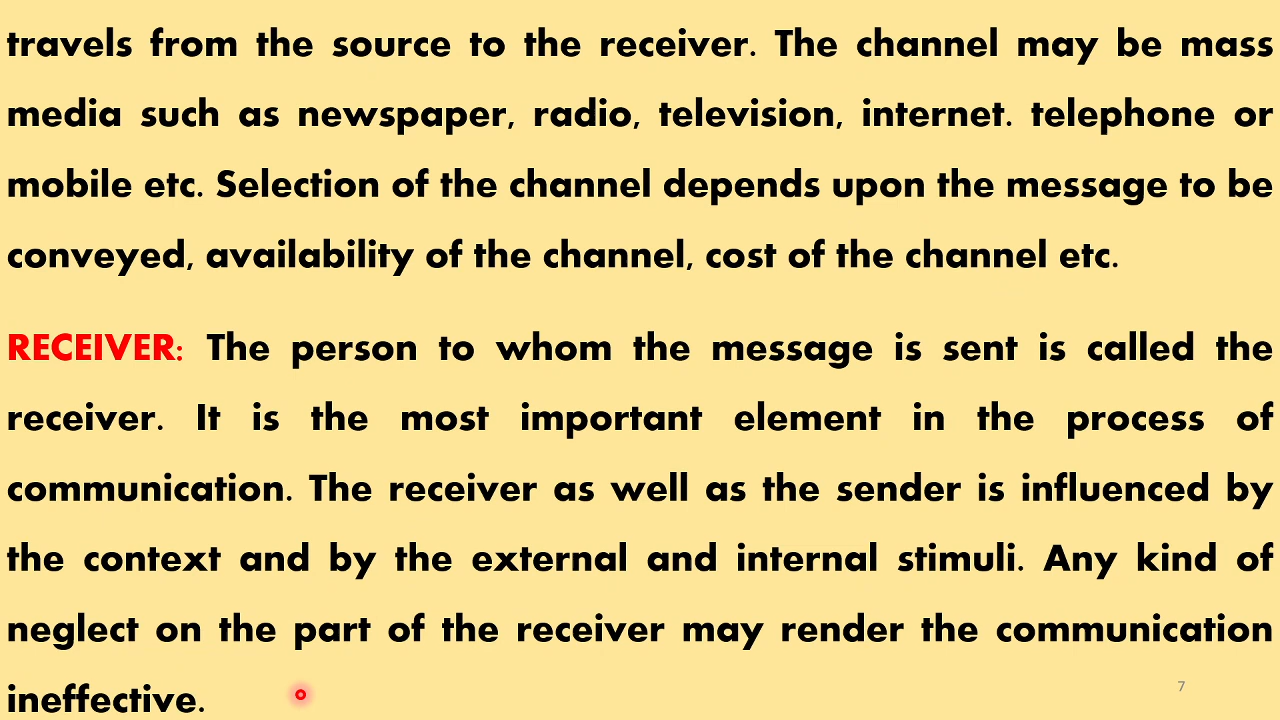 travels from the source to the receiver. The channel may be mass
media such as newspaper, radio, television, internet. telephone or
mobile etc. Selection of the channel depends upon the message to be
conveyed, availability of the channel, cost of the channel etc.
RECEIVER: The person to whom the message is sent is called the
receiver. It is the most important element in the process of
communication. The receiver as well as the sender is influenced by
the context and by the external and internal stimuli. Any kind of
neglect on the part of the receiver may render the communication
ineffective.
7